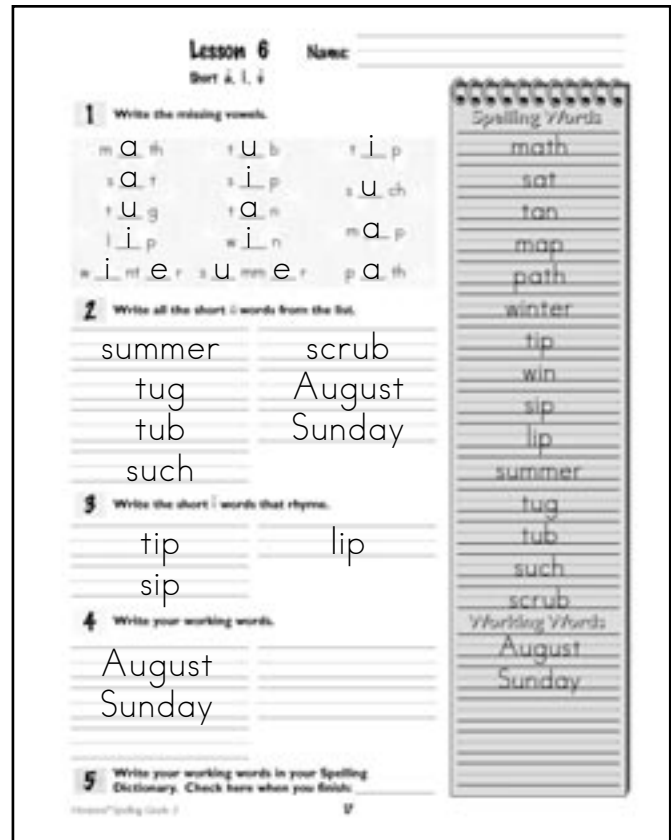 Lesson 6 Name:
Short ă, ĭ, ŭ
1 Write the missing vowels.
m a th t u b t i p
s a t s i p s u ch
t u g t a n m a p
l i p w i n
w i nt e r s u mm e r p a th
2 Write all the short ŭ words from the list.
summer scrub
tug August
tub Sunday
such
3 Write the short ĭ words that rhyme.
tip lip
sip
4 Write your working words.
August
Sunday
5 Write your working words in your Spelling
Dictionary. Check here when you finish:
17
Spelling Words
math
sat
tan
map
path
winter
tip
win
sip
lip
summer
tug
tub
such
scrub
Working Words
August
Sunday